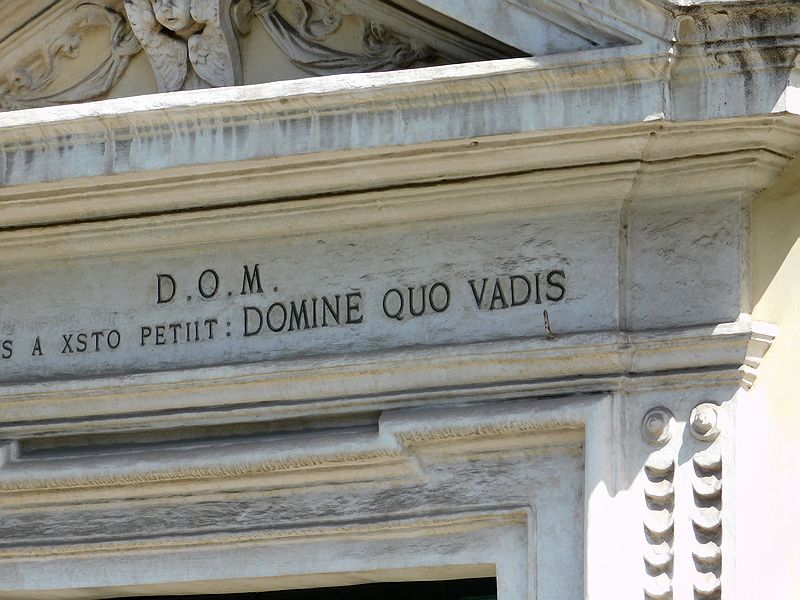 D.O.M.
S A XSTO PETIIT: DOMINE QUO VADIS